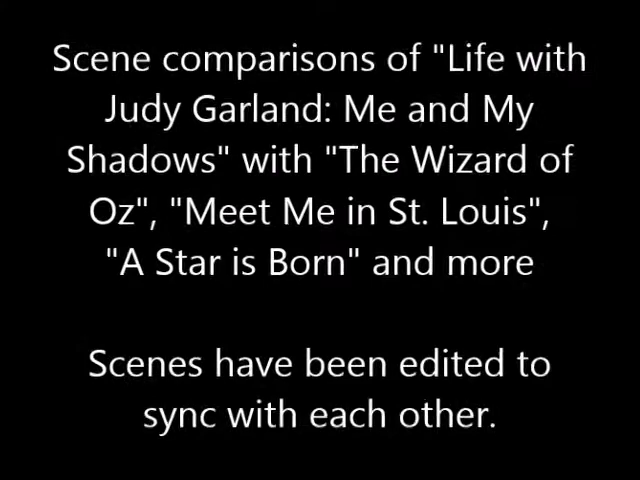 Scene comparisons of "Life with
Judy Garland: Me and My
Shadows" with "The Wizard of
Oz", "Meet Me in St. Louis",
"A Star is Born" and more
Scenes have been edited to
sync with each other.